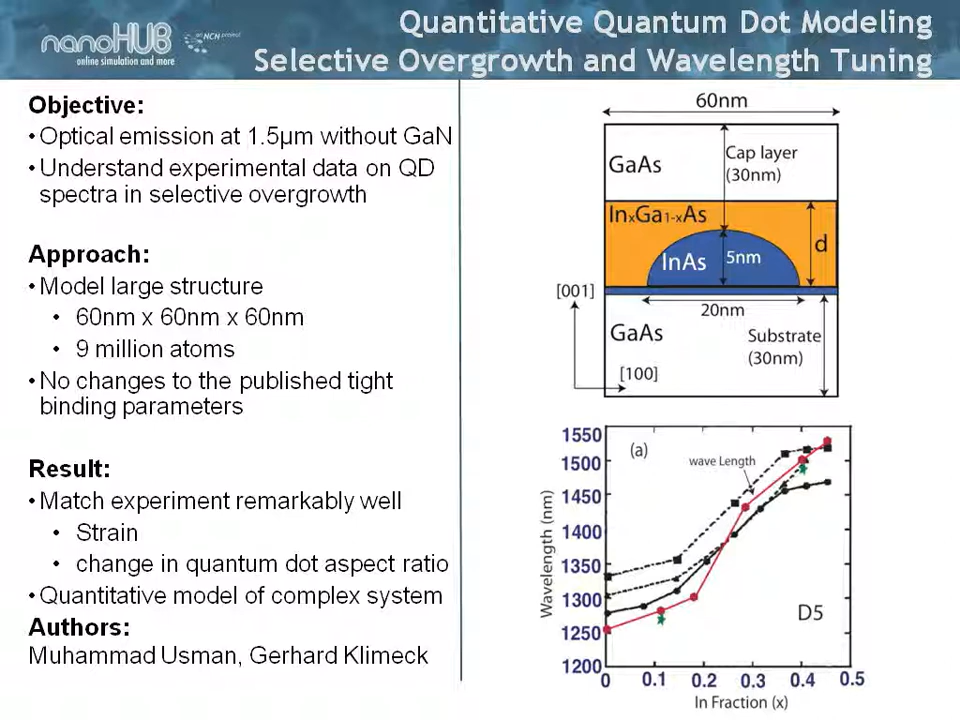 nanoHUB
an NCN project
online simulation and more
Quantitative Quantum Dot Modeling
Selective Overgrowth and Wavelength Tuning
Objective:
•Optical emission at 1.5μm without GaN
•Understand experimental data on QD
spectra in selective overgrowth
Approach:
•Model large structure
• 60nm x 60nm x 60nm
• 9 million atoms
•No changes to the published tight
binding parameters
Result:
•Match experiment remarkably well
• Strain
• change in quantum dot aspect ratio
•Quantitative model of complex system
Authors:
Muhammad Usman, Gerhard Klimeck
60nm
GaAs
Cap layer
(30nm)
InxGa1-xAs
InAs
5nm
d
[001]
20nm
GaAs
Substrate
(30nm)
[100]
1550
1500
1450
1400
1350
1300
1250
1200
Wavelength (nm)
(a)
wave Length
D5
0 0.1 0.2 0.3 0.4 0.5
In Fraction (x)